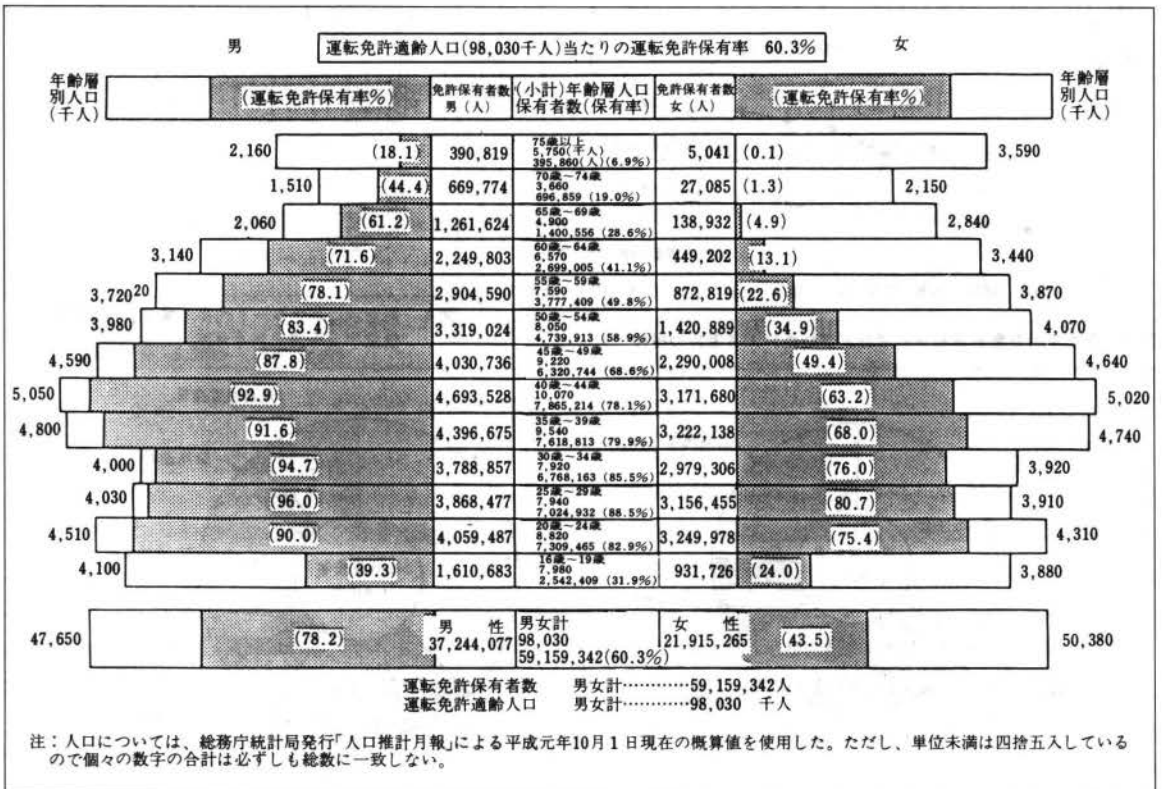 男
運転免許適齢人口(98,030千人)当たりの運転免許保有率 60.3%
女
年齢層別人口(千人)
(運転免許保有率%)
免許保有者数男(人)
(小計)年齢層人口保有者数(保有率)
免許保有者数女(人)
(運転免許保有率%)
年齢層別人口(千人)
2,160 (18.1) 390,819
75歳以上
5,750(千人)
395,860(人)(6.9%)
5,041 (0.1) 3,590
1,510 (44.4) 669,774
70歳~74歳
3,660
696,859 (19.0%)
27,085 (1.3) 2,150
2,060 (61.2) 1,261,624
65歳~69歳
4,900
1,400,556 (28.6%)
138,932 (4.9) 2,840
3,140 (71.6) 2,249,803
60歳~64歳
6,570
2,699,005 (41.1%)
449,202 (13.1) 3,440
3,720 20 (78.1) 2,904,590
55歳~59歳
7,590
3,777,409 (49.8%)
872,819 (22.6) 3,870
3,980 (83.4) 3,319,024
50歳~54歳
8,050
4,739,913 (58.9%)
1,420,889 (34.9) 4,070
4,590 (87.8) 4,030,736
45歳~49歳
9,220
6,320,744 (68.6%)
2,290,008 (49.4) 4,640
5,050 (92.9) 4,693,528
40歳~44歳
10,070
7,865,214 (78.1%)
3,171,680 (63.2) 5,020
4,800 (91.6) 4,396,675
35歳~39歳
9,540
7,618,813 (79.9%)
3,222,138 (68.0) 4,740
4,000 (94.7) 3,788,857
30歳~34歳
7,920
6,768,163 (85.5%)
2,979,306 (76.0) 3,920
4,030 (96.0) 3,868,477
25歳~29歳
7,940
7,024,932 (88.5%)
3,156,455 (80.7) 3,910
4,510 (90.0) 4,059,487
20歳~24歳
8,820
7,309,465 (82.9%)
3,249,978 (75.4) 4,310
4,100 (39.3) 1,610,683
16歳~19歳
7,980
2,542,409 (31.9%)
931,726 (24.0) 3,880
47,650 (78.2)
男性
37,244,077
男女計
98,030
59,159,342(60.3%)
女性
21,915,265
(43.5) 50,380
運転免許保有者数 男女計…………59,159,342人
運転免許適齢人口 男女計…………98,030 千人
注:人口については、総務庁統計局発行「人口推計月報」による平成元年10月1日現在の概算値を使用した。ただし、単位未満は四捨五入している
ので個々の数字の合計は必ずしも総数に一致しない。